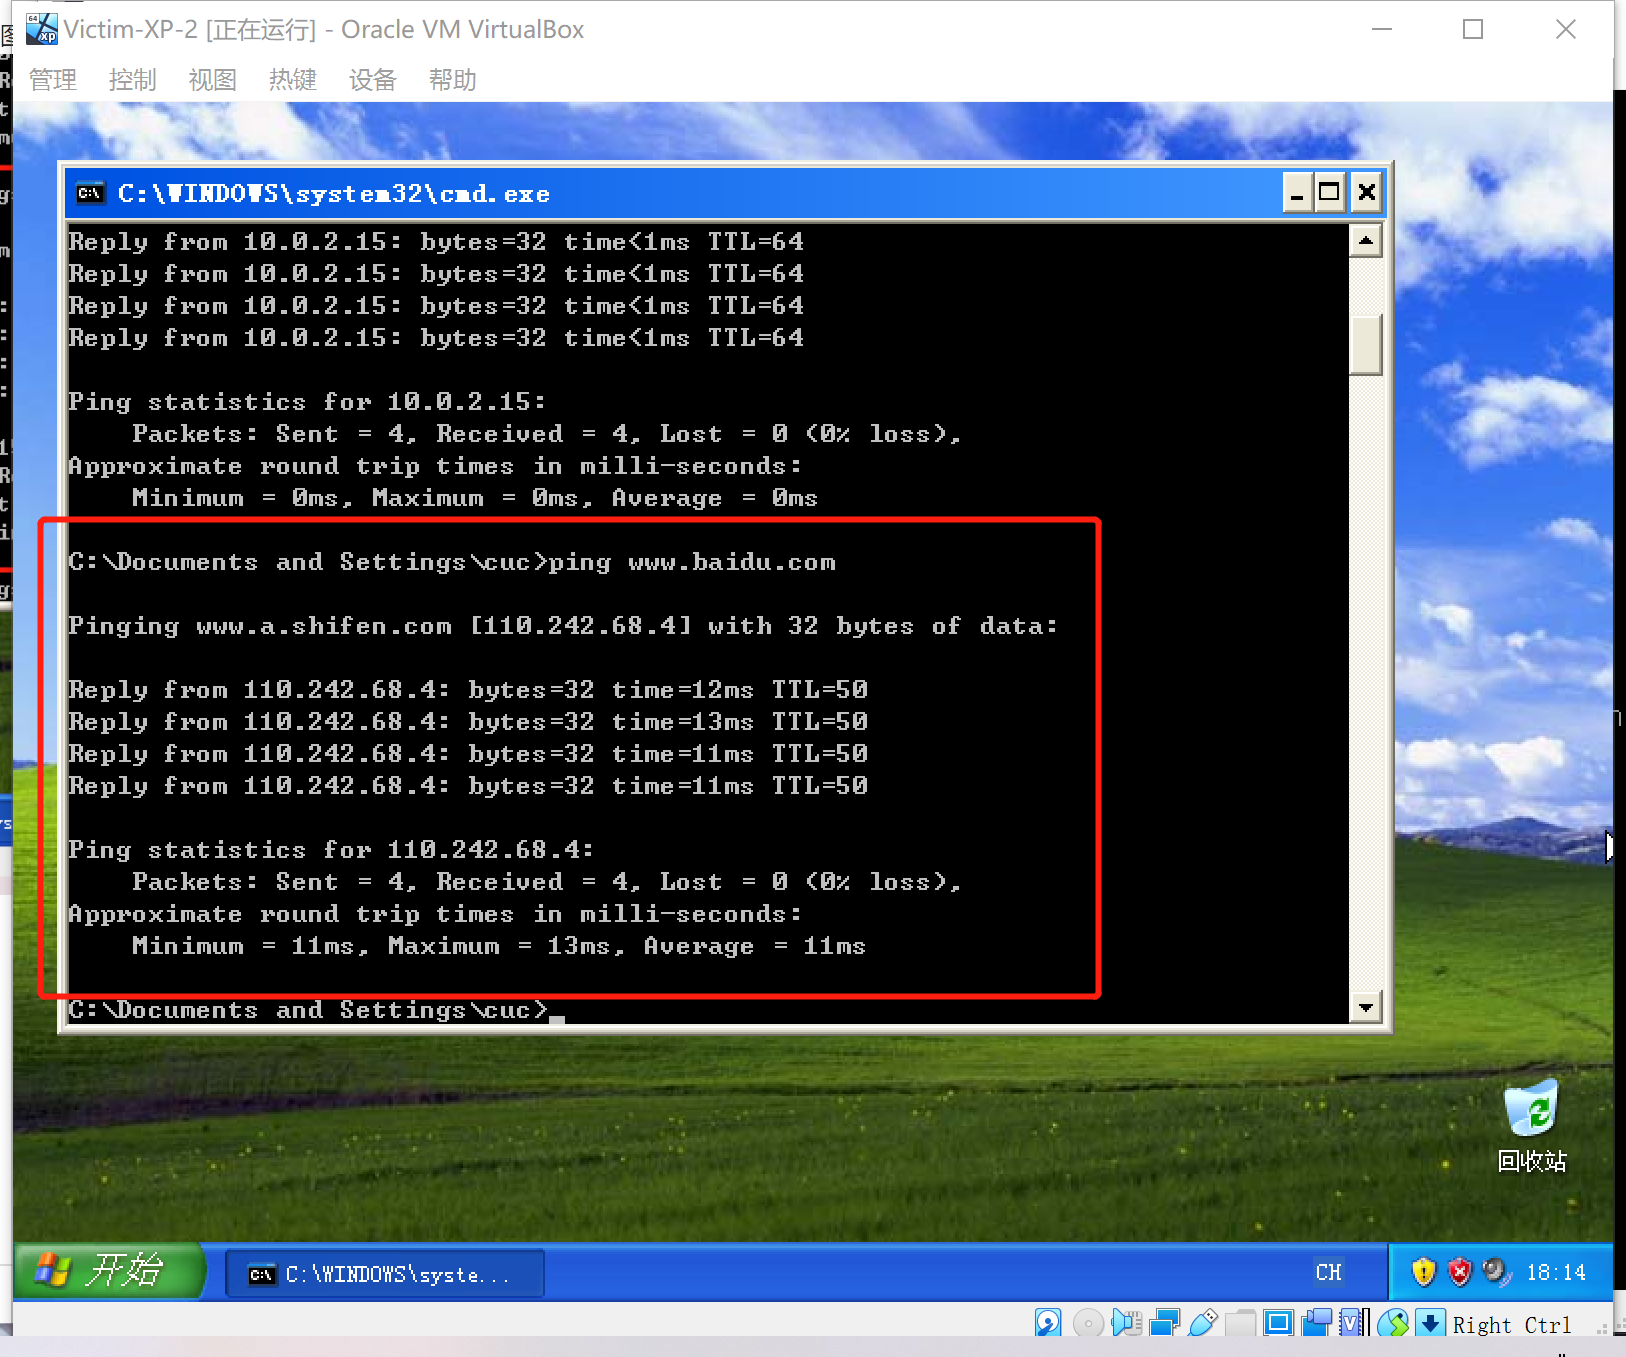 Victim-XP-2 [正在运行] - Oracle VM VirtualBox
管理 控制 视图 热键 设备 帮助
C:\WINDOWS\system32\cmd.exe
Reply from 10.0.2.15: bytes=32 time<1ms TTL=64
Reply from 10.0.2.15: bytes=32 time<1ms TTL=64
Reply from 10.0.2.15: bytes=32 time<1ms TTL=64
Reply from 10.0.2.15: bytes=32 time<1ms TTL=64
Ping statistics for 10.0.2.15:
Packets: Sent = 4, Received = 4, Lost = 0 (0% loss),
Approximate round trip times in milli-seconds:
Minimum = 0ms, Maximum = 0ms, Average = 0ms
C:\Documents and Settings\cuc>ping www.baidu.com
Pinging www.a.shifen.com [110.242.68.4] with 32 bytes of data:
Reply from 110.242.68.4: bytes=32 time=12ms TTL=50
Reply from 110.242.68.4: bytes=32 time=13ms TTL=50
Reply from 110.242.68.4: bytes=32 time=11ms TTL=50
Reply from 110.242.68.4: bytes=32 time=11ms TTL=50
Ping statistics for 110.242.68.4:
Packets: Sent = 4, Received = 4, Lost = 0 (0% loss),
Approximate round trip times in milli-seconds:
Minimum = 11ms, Maximum = 13ms, Average = 11ms
C:\Documents and Settings\cuc>
回收站
开始 C:\WINDOWS\syste... CH 18:14
Right Ctrl